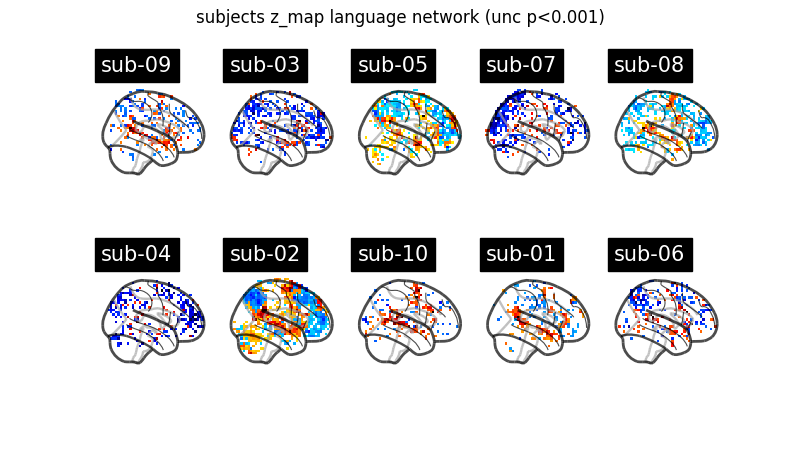 subjects z_map language network (unc p<0.001)
sub-09
sub-03
sub-05
sub-07
sub-08
sub-04
sub-02
sub-10
sub-01
sub-06